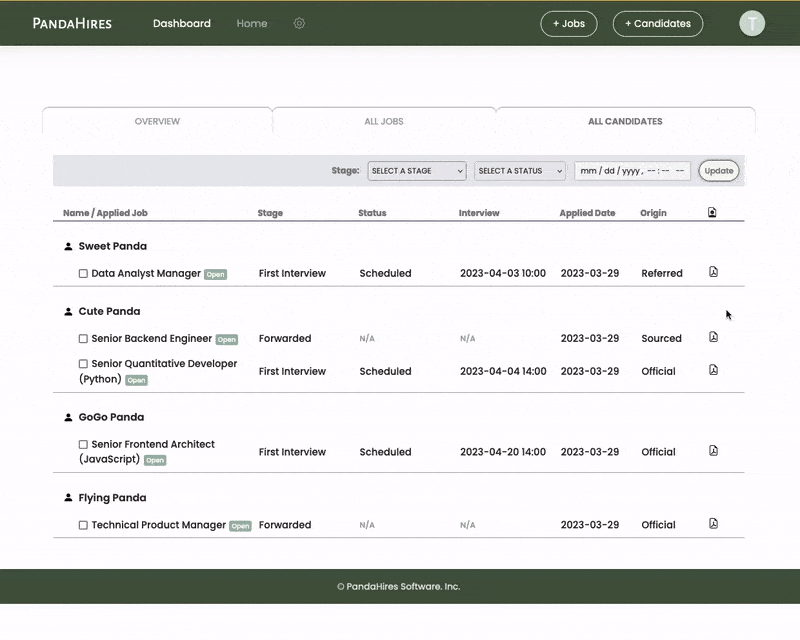 PANDAHIRES Dashboard Home + Jobs + Candidates T
OVERVIEW ALL JOBS ALL CANDIDATES
Stage: SELECT A STAGE SELECT A STATUS mm / dd / yyyy, -- : -- -- Update
Name / Applied Job Stage Status Interview Applied Date Origin
Sweet Panda
Data Analyst Manager Open First Interview Scheduled 2023-04-03 10:00 2023-03-29 Referred
Cute Panda
Senior Backend Engineer Open Forwarded N/A N/A 2023-03-29 Sourced
Senior Quantitative Developer
(Python) Open First Interview Scheduled 2023-04-04 14:00 2023-03-29 Official
GoGo Panda
Senior Frontend Architect
(JavaScript) Open First Interview Scheduled 2023-04-20 14:00 2023-03-29 Official
Flying Panda
Technical Product Manager Open Forwarded N/A N/A 2023-03-29 Official
© PandaHires Software. Inc.